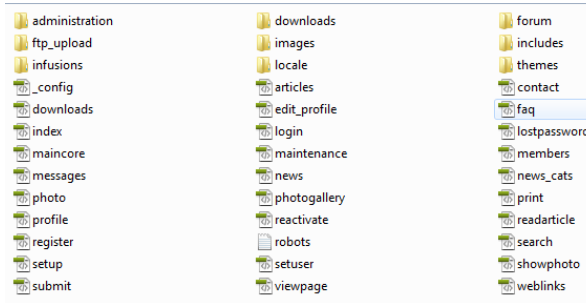 administration downloads forum
ftp_upload images includes
infusions locale themes
_config articles contact
downloads edit_profile faq
index login lostpassword
maincore maintenance members
messages news news_cats
photo photogallery print
profile reactivate readarticle
register robots search
setup setuser showphoto
submit viewpage weblinks